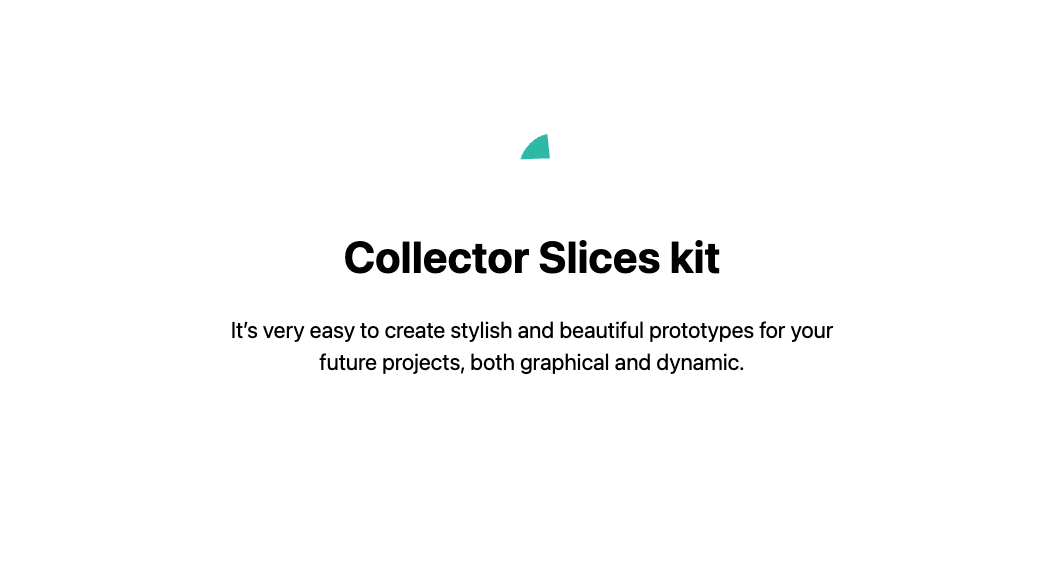 Collector Slices kit
It’s very easy to create stylish and beautiful prototypes for your
future projects, both graphical and dynamic.